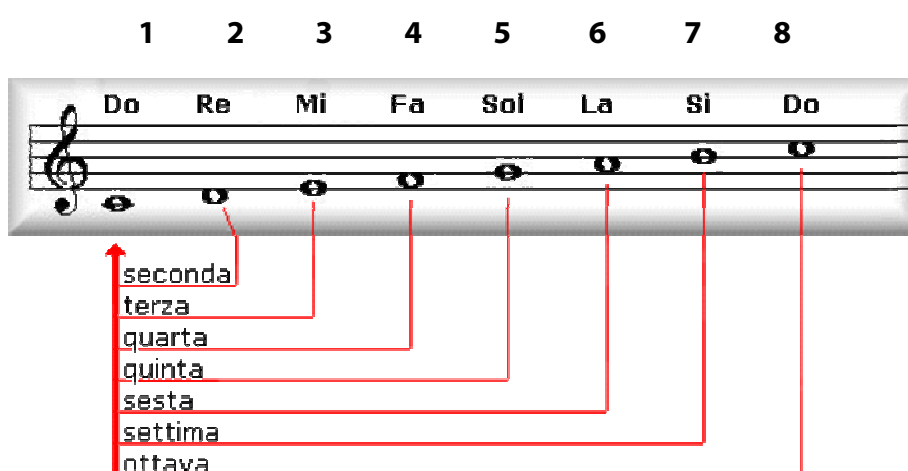 1 2 3 4 5 6 7 8
Do Re Mi Fa Sol La Si Do
seconda
terza
quarta
quinta
sesta
settima
ottava